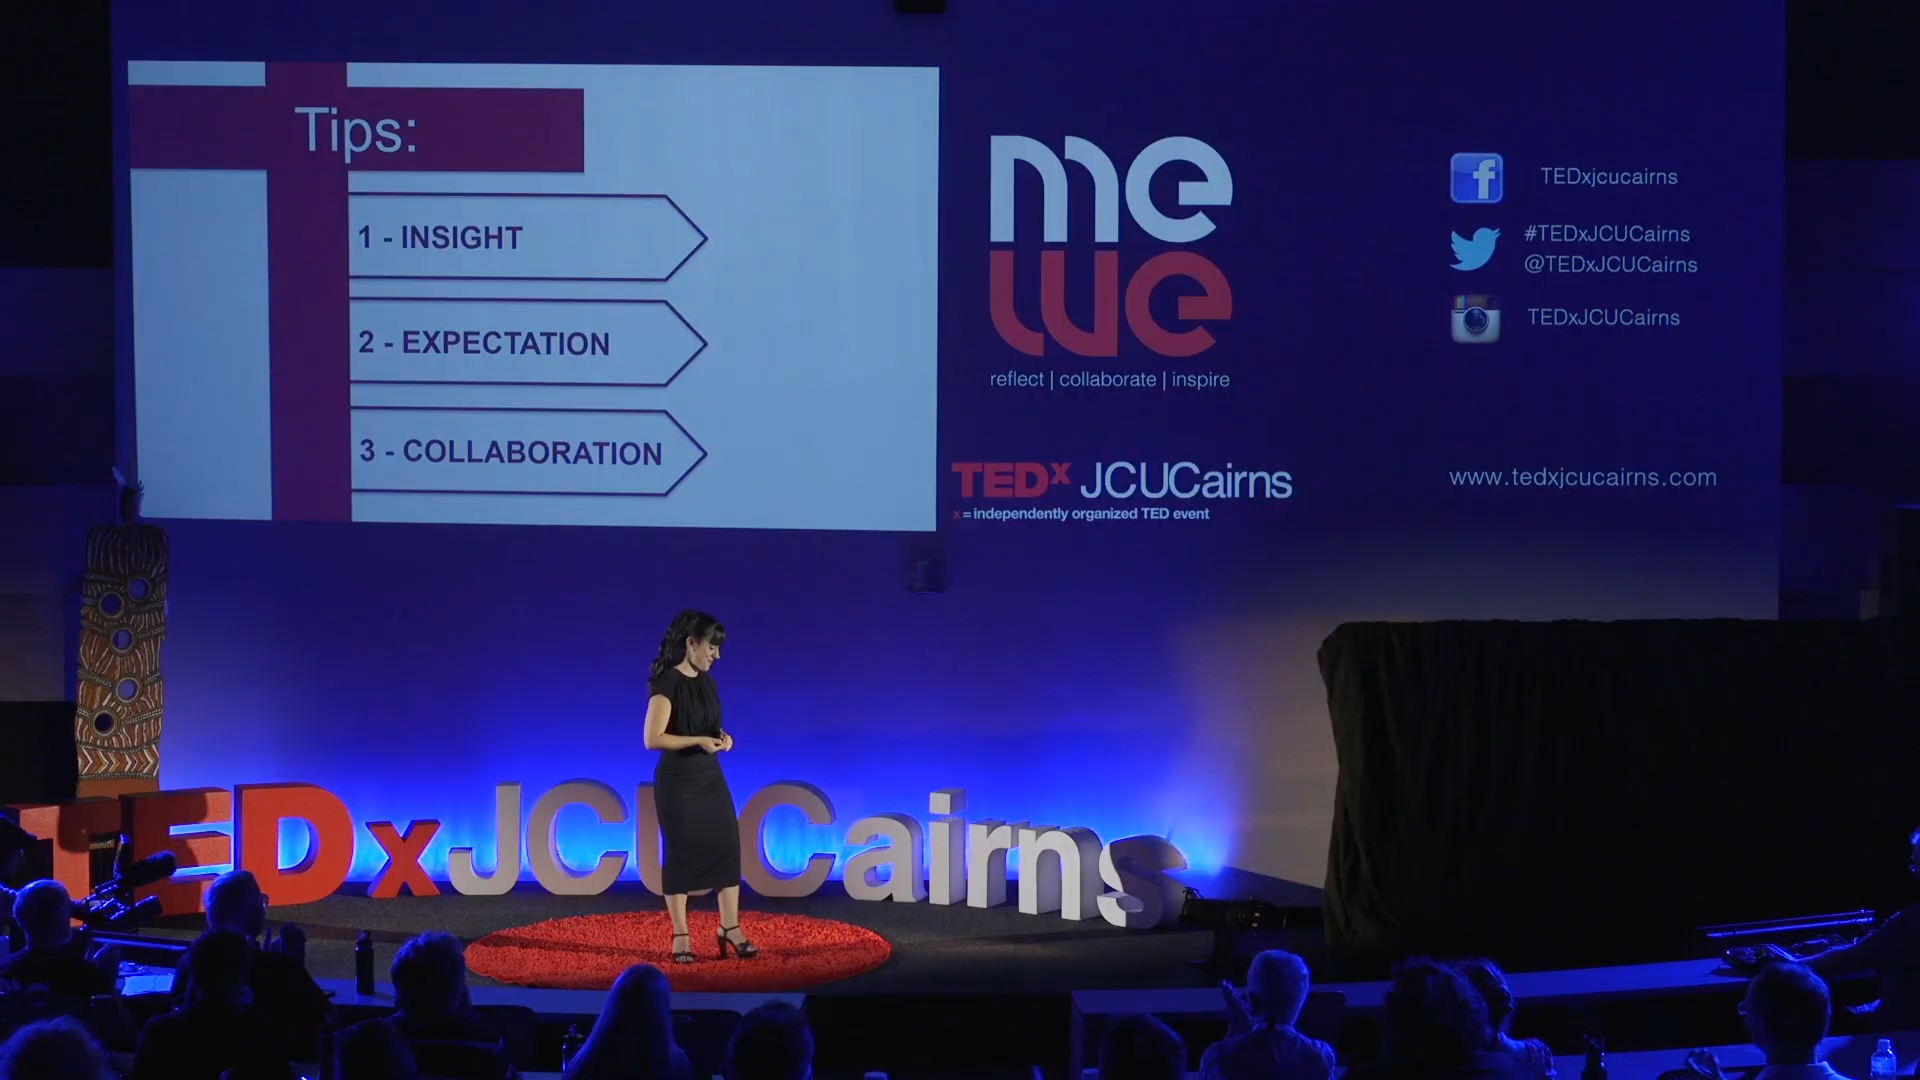 Tips:
1 - INSIGHT
2 - EXPECTATION
3 - COLLABORATION
me
we
reflect | collaborate | inspire
TEDx JCUCairns
x = independently organized TED event
f
TEDxjcucairns
#TEDxJCUCairns
@TEDxJCUCairns
TEDxJCUCairns
www.tedxjcucairns.com
TEDxJCUCairns